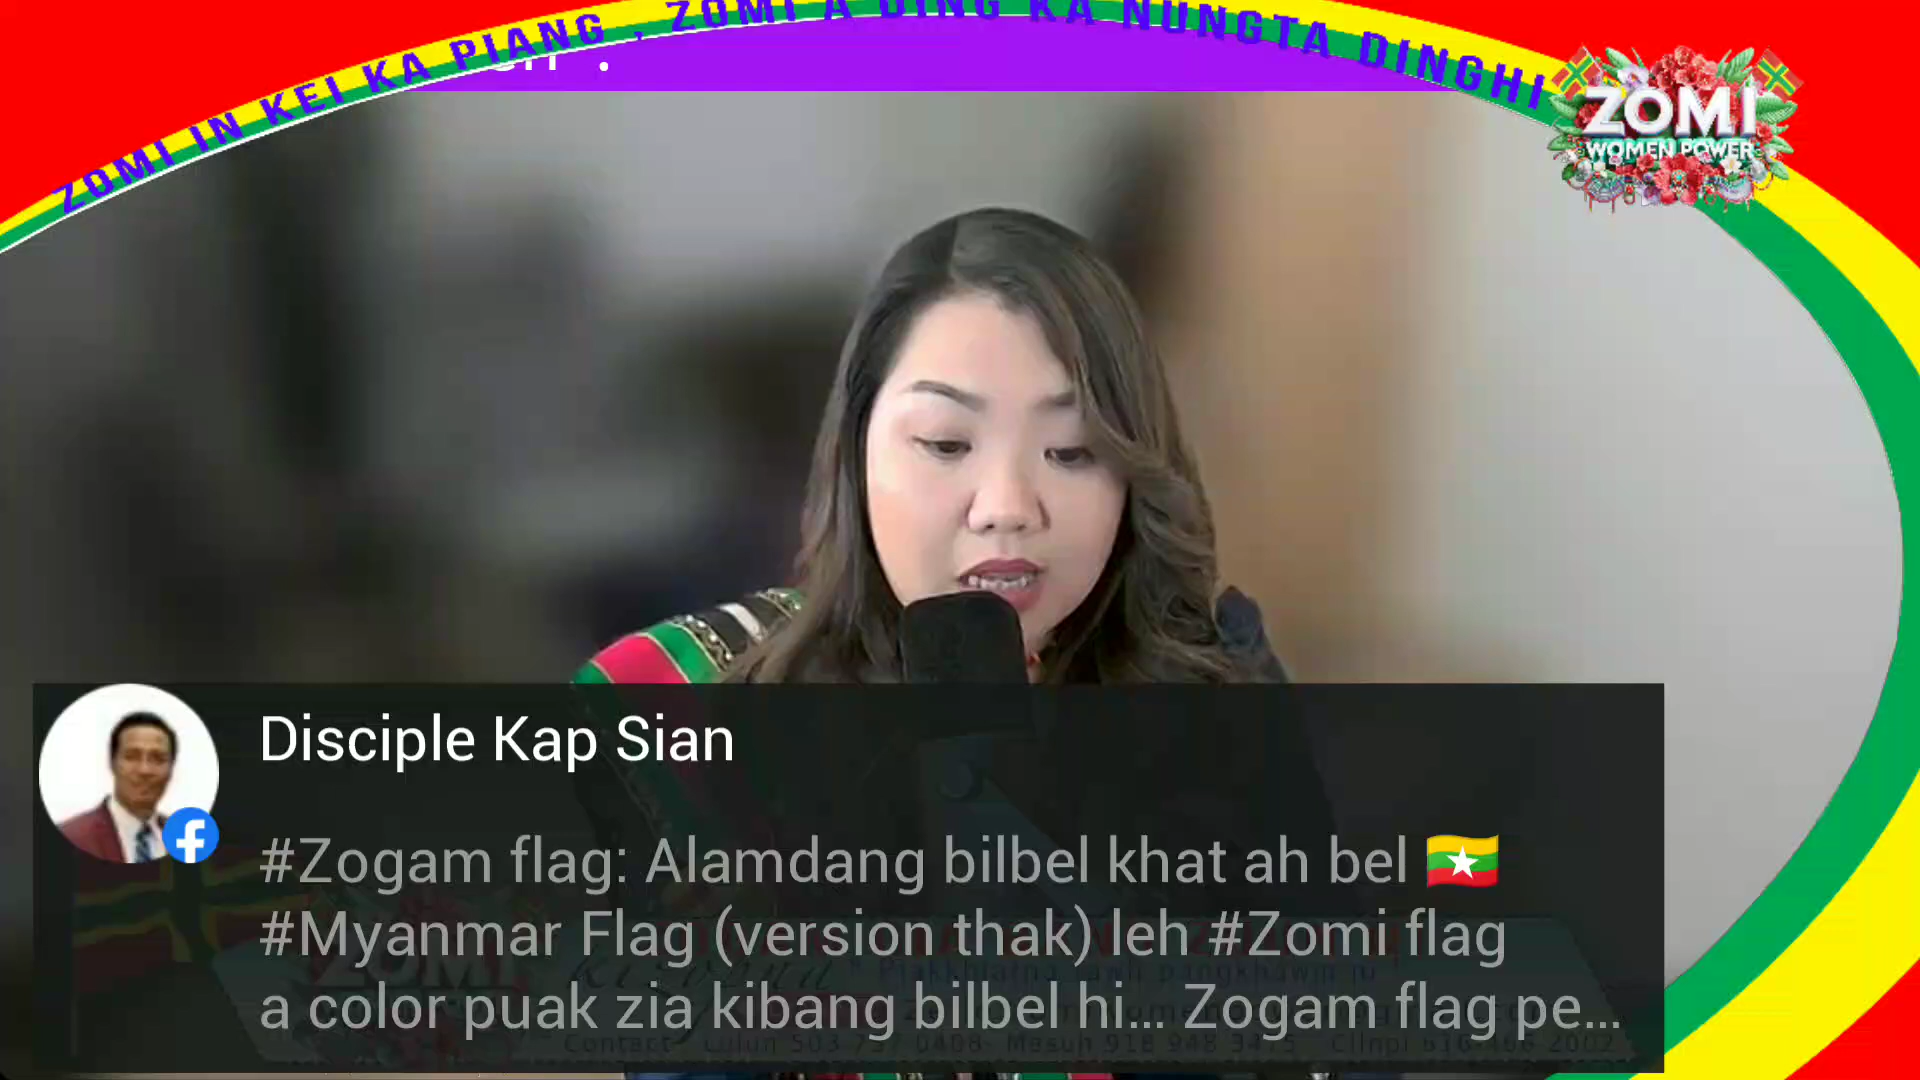 ZOMI IN KEI KA PIANG , ZOMI A DING KA NUNGTA DINGHI
ZOMI
WOMEN POWER
Disciple Kap Sian
#Zogam flag: Alamdang bilbel khat ah bel 🇲🇲
#Myanmar Flag (version thak) leh #Zomi flag
a color puak zia kibang bilbel hi... Zogam flag pe...